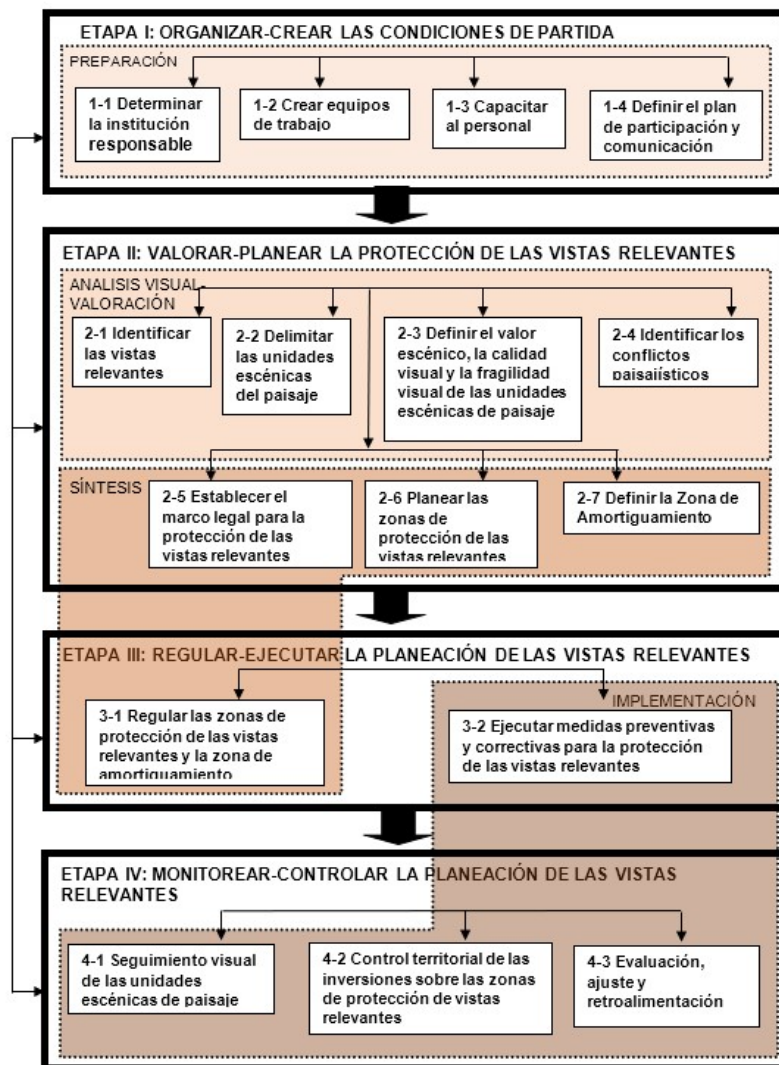 ETAPA I: ORGANIZAR-CREAR LAS CONDICIONES DE PARTIDA
PREPARACIÓN
1-1 Determinar
la institución
responsable
1-2 Crear equipos
de trabajo
1-3 Capacitar
al personal
1-4 Definir el plan
de participación y
comunicación
ETAPA II: VALORAR-PLANEAR LA PROTECCIÓN DE LAS VISTAS RELEVANTES
ANALISIS VISUAL-
VALORACIÓN
2-1 Identificar
las vistas
relevantes
2-2 Delimitar
las unidades
escénicas
del paisaje
2-3 Definir el valor
escénico, la calidad
visual y la fragilidad
visual de las unidades
escénicas de paisaje
2-4 Identificar los
conflictos
paisajísticos
SÍNTESIS
2-5 Establecer el
marco legal para la
protección de las
vistas relevantes
2-6 Planear las
zonas de
protección de las
vistas relevantes
2-7 Definir la Zona de
Amortiguamiento
ETAPA III: REGULAR-EJECUTAR LA PLANEACIÓN DE LAS VISTAS RELEVANTES
IMPLEMENTACIÓN
3-1 Regular las zonas de
protección de las vistas
relevantes y la zona de
amortiguamiento
3-2 Ejecutar medidas preventivas
y correctivas para la protección
de las vistas relevantes
ETAPA IV: MONITOREAR-CONTROLAR LA PLANEACIÓN DE LAS VISTAS
RELEVANTES
4-1 Seguimiento visual
de las unidades
escénicas de paisaje
4-2 Control territorial de las
inversiones sobre las zonas
de protección de vistas
relevantes
4-3 Evaluación,
ajuste y
retroalimentación